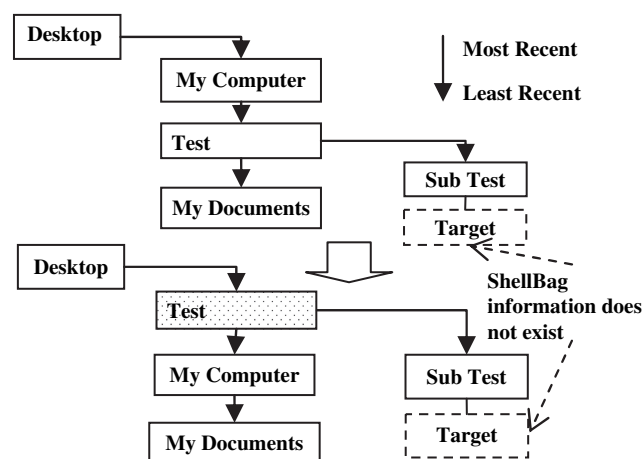 Desktop
Most Recent
My Computer
Least Recent
Test
Sub Test
My Documents
Target
Desktop
ShellBag
information does
not exist
Test
My Computer
Sub Test
My Documents
Target